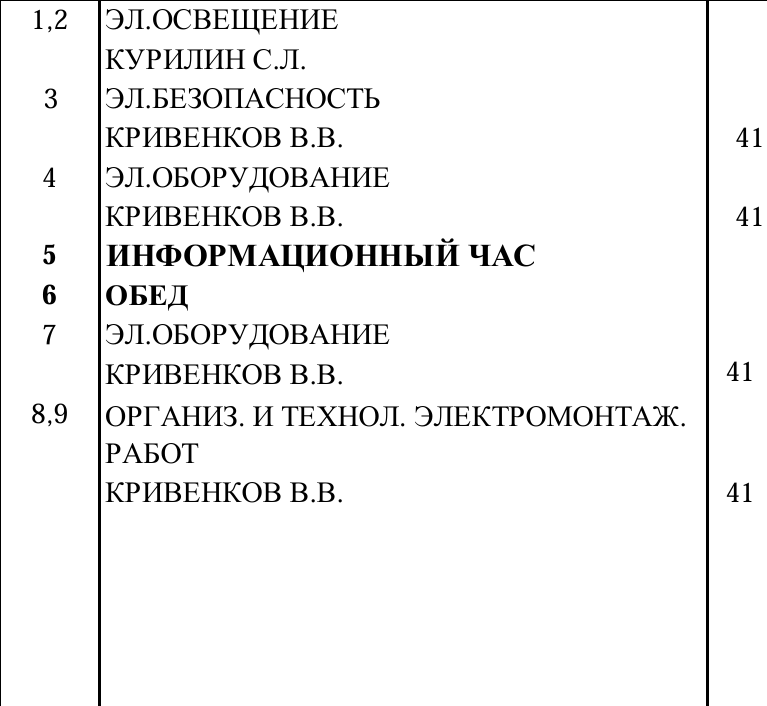 1,2 ЭЛ.ОСВЕЩЕНИЕ
КУРИЛИН С.Л.
3 ЭЛ.БЕЗОПАСНОСТЬ
КРИВЕНКОВ В.В. 41
4 ЭЛ.ОБОРУДОВАНИЕ
КРИВЕНКОВ В.В. 41
5 ИНФОРМАЦИОННЫЙ ЧАС
6 ОБЕД
7 ЭЛ.ОБОРУДОВАНИЕ
КРИВЕНКОВ В.В. 41
8,9 ОРГАНИЗ. И ТЕХНОЛ. ЭЛЕКТРОМОНТАЖ.
РАБОТ
КРИВЕНКОВ В.В. 41